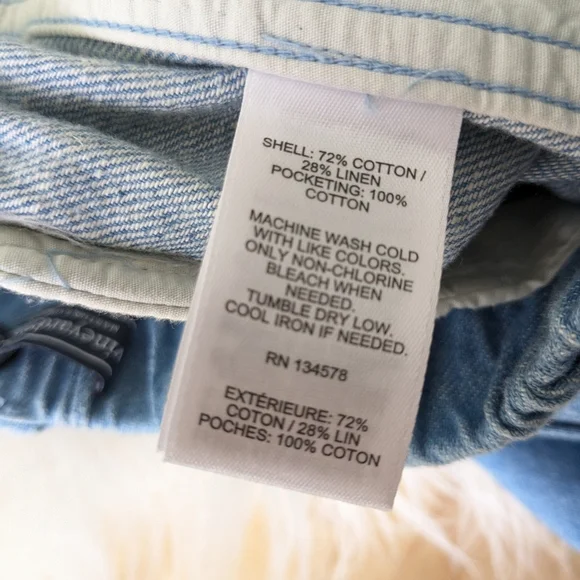 SHELL: 72% COTTON /
28% LINEN
POCKETING: 100%
COTTON
MACHINE WASH COLD
WITH LIKE COLORS.
ONLY NON-CHLORINE
BLEACH WHEN
NEEDED.
TUMBLE DRY LOW.
COOL IRON IF NEEDED.
RN 134578
EXTÉRIEURE: 72%
COTON / 28% LIN
POCHES: 100% COTON